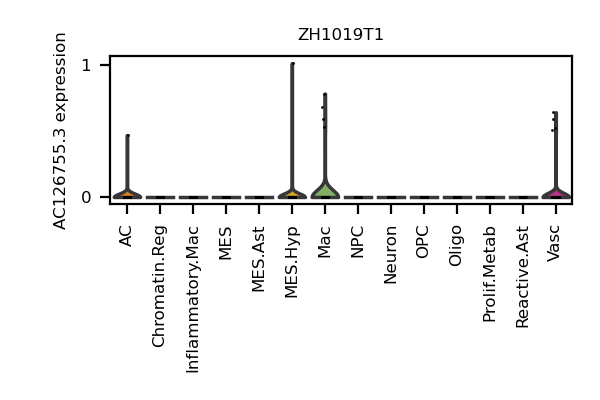 ZH1019T1
AC126755.3 expression
1
0
AC
Chromatin.Reg
Inflammatory.Mac
MES
MES.Ast
MES.Hyp
Mac
NPC
Neuron
OPC
Oligo
Prolif.Metab
Reactive.Ast
Vasc